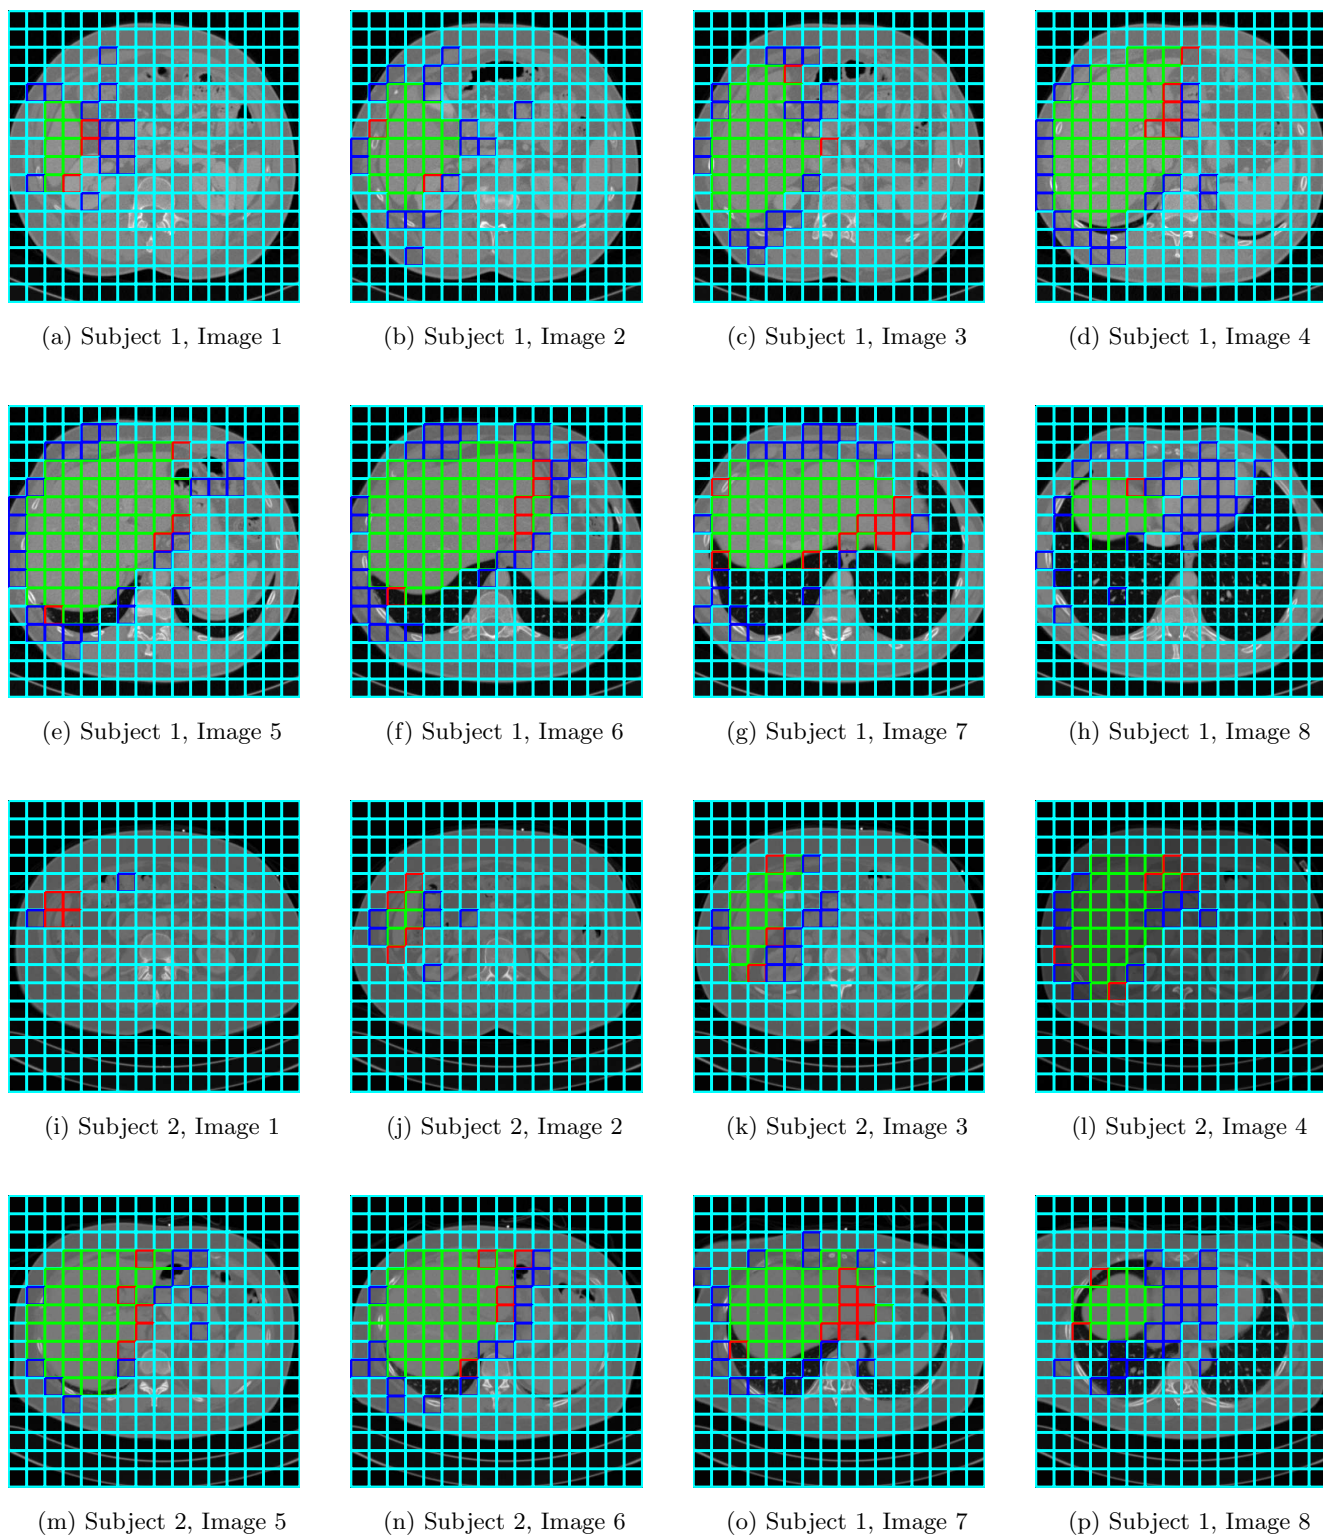 (a) Subject 1, Image 1
(b) Subject 1, Image 2
(c) Subject 1, Image 3
(d) Subject 1, Image 4
(e) Subject 1, Image 5
(f) Subject 1, Image 6
(g) Subject 1, Image 7
(h) Subject 1, Image 8
(i) Subject 2, Image 1
(j) Subject 2, Image 2
(k) Subject 2, Image 3
(l) Subject 2, Image 4
(m) Subject 2, Image 5
(n) Subject 2, Image 6
(o) Subject 1, Image 7
(p) Subject 1, Image 8